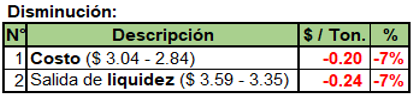 Disminución:
N° Descripción $ / Ton. %
1 Costo ($ 3.04 - 2.84) -0.20 -7%
2 Salida de liquidez ($ 3.59 - 3.35) -0.24 -7%